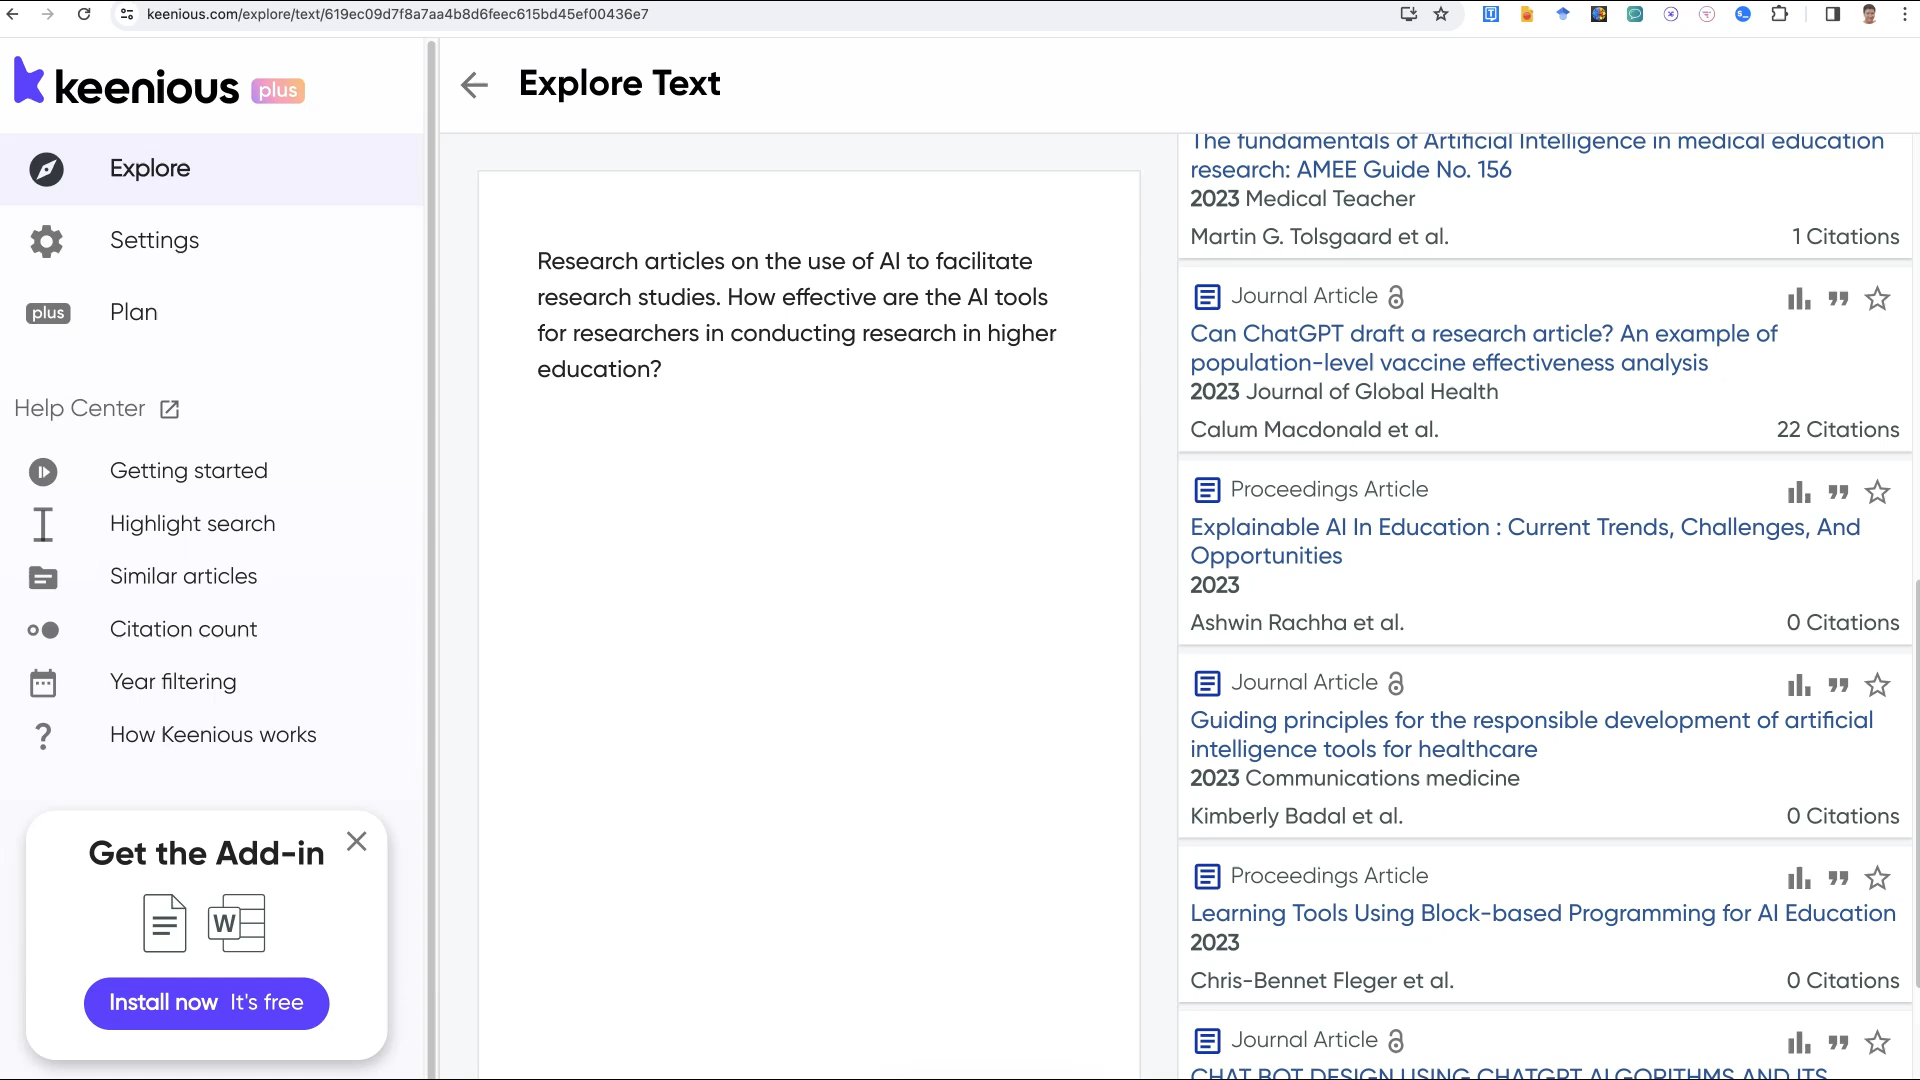 keenious.com/explore/text/619ec09d7f8a7aa4b8d6feec615bd45ef00436e7
keenious plus
Explore
Settings
plus Plan
Help Center
Getting started
Highlight search
Similar articles
Citation count
Year filtering
? How Keenious works
Get the Add-in
W
Install now It's free
Explore Text
Research articles on the use of AI to facilitate
research studies. How effective are the AI tools
for researchers in conducting research in higher
education?
The fundamentals of Artificial Intelligence in medical education
research: AMEE Guide No. 156
2023 Medical Teacher
Martin G. Tolsgaard et al. 1 Citations
Journal Article
Can ChatGPT draft a research article? An example of
population-level vaccine effectiveness analysis
2023 Journal of Global Health
Calum Macdonald et al. 22 Citations
Proceedings Article
Explainable AI In Education : Current Trends, Challenges, And
Opportunities
2023
Ashwin Rachha et al. 0 Citations
Journal Article
Guiding principles for the responsible development of artificial
intelligence tools for healthcare
2023 Communications medicine
Kimberly Badal et al. 0 Citations
Proceedings Article
Learning Tools Using Block-based Programming for AI Education
2023
Chris-Bennet Fleger et al. 0 Citations
Journal Article
CHAT BOT DESIGN USING CHATGPT ALGORITHMS AND ITS